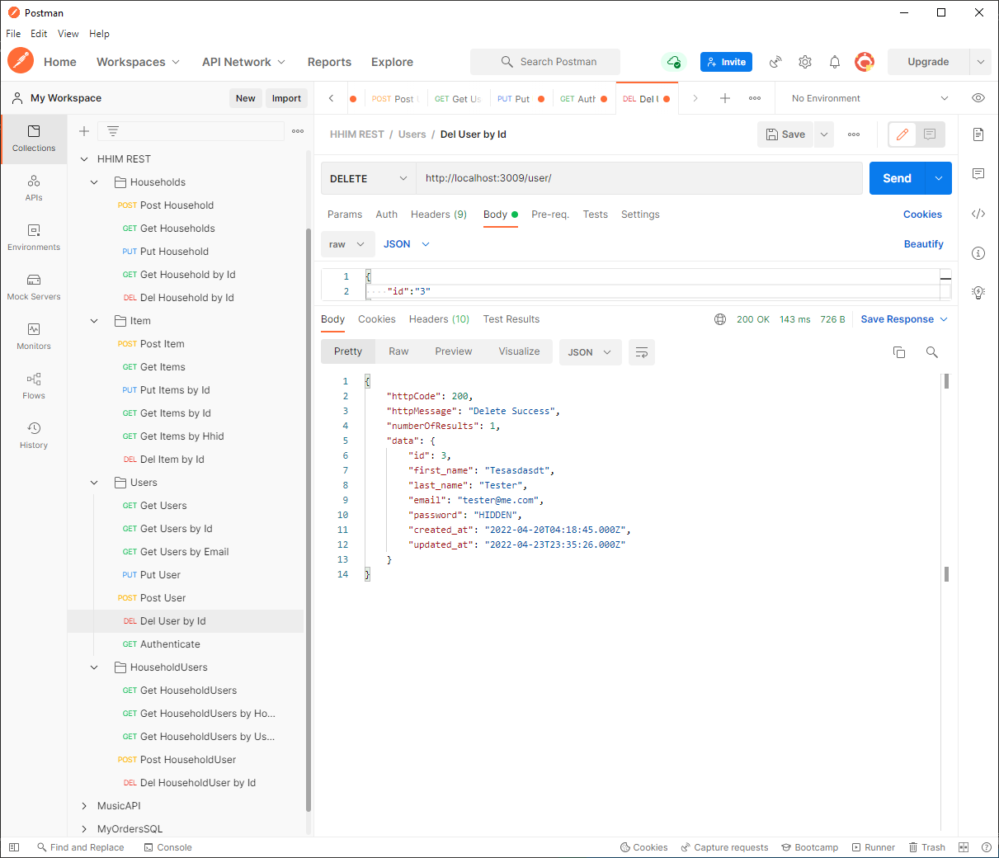 Postman
File Edit View Help
Home Workspaces API Network Reports Explore Search Postman Invite Upgrade
My Workspace New Import
POST Post GET Get Us PUT Put GET Auth DEL Del No Environment
Collections
APIs
Environments
Mock Servers
Monitors
Flows
History
HHIM REST
Households
POST Post Household
GET Get Households
PUT Put Household
GET Get Household by Id
DEL Del Household by Id
Item
POST Post Item
GET Get Items
PUT Put Items by Id
GET Get Items by Id
GET Get Items by Hhid
DEL Del Item by Id
Users
GET Get Users
GET Get Users by Id
GET Get Users by Email
PUT Put User
POST Post User
DEL Del User by Id
GET Authenticate
HouseholdUsers
GET Get HouseholdUsers
GET Get HouseholdUsers by Ho...
GET Get HouseholdUsers by Us...
POST Post HouseholdUser
DEL Del HouseholdUser by Id
MusicAPI
MyOrdersSQL
HHIM REST / Users / Del User by Id Save
DELETE http://localhost:3009/user/ Send
Params Auth Headers (9) Body Pre-req. Tests Settings Cookies
raw JSON Beautify
1 {
2 "id":"3"
Body Cookies Headers (10) Test Results 200 OK 143 ms 726 B Save Response
Pretty Raw Preview Visualize JSON
1 {
2 "httpCode": 200,
3 "httpMessage": "Delete Success",
4 "numberOfResults": 1,
5 "data": {
6 "id": 3,
7 "first_name": "Tesasdasdt",
8 "last_name": "Tester",
9 "email": "tester@me.com",
10 "password": "HIDDEN",
11 "created_at": "2022-04-20T04:18:45.000Z",
12 "updated_at": "2022-04-23T23:35:26.000Z"
13 }
14 }
Find and Replace Console Cookies Capture requests Bootcamp Runner Trash